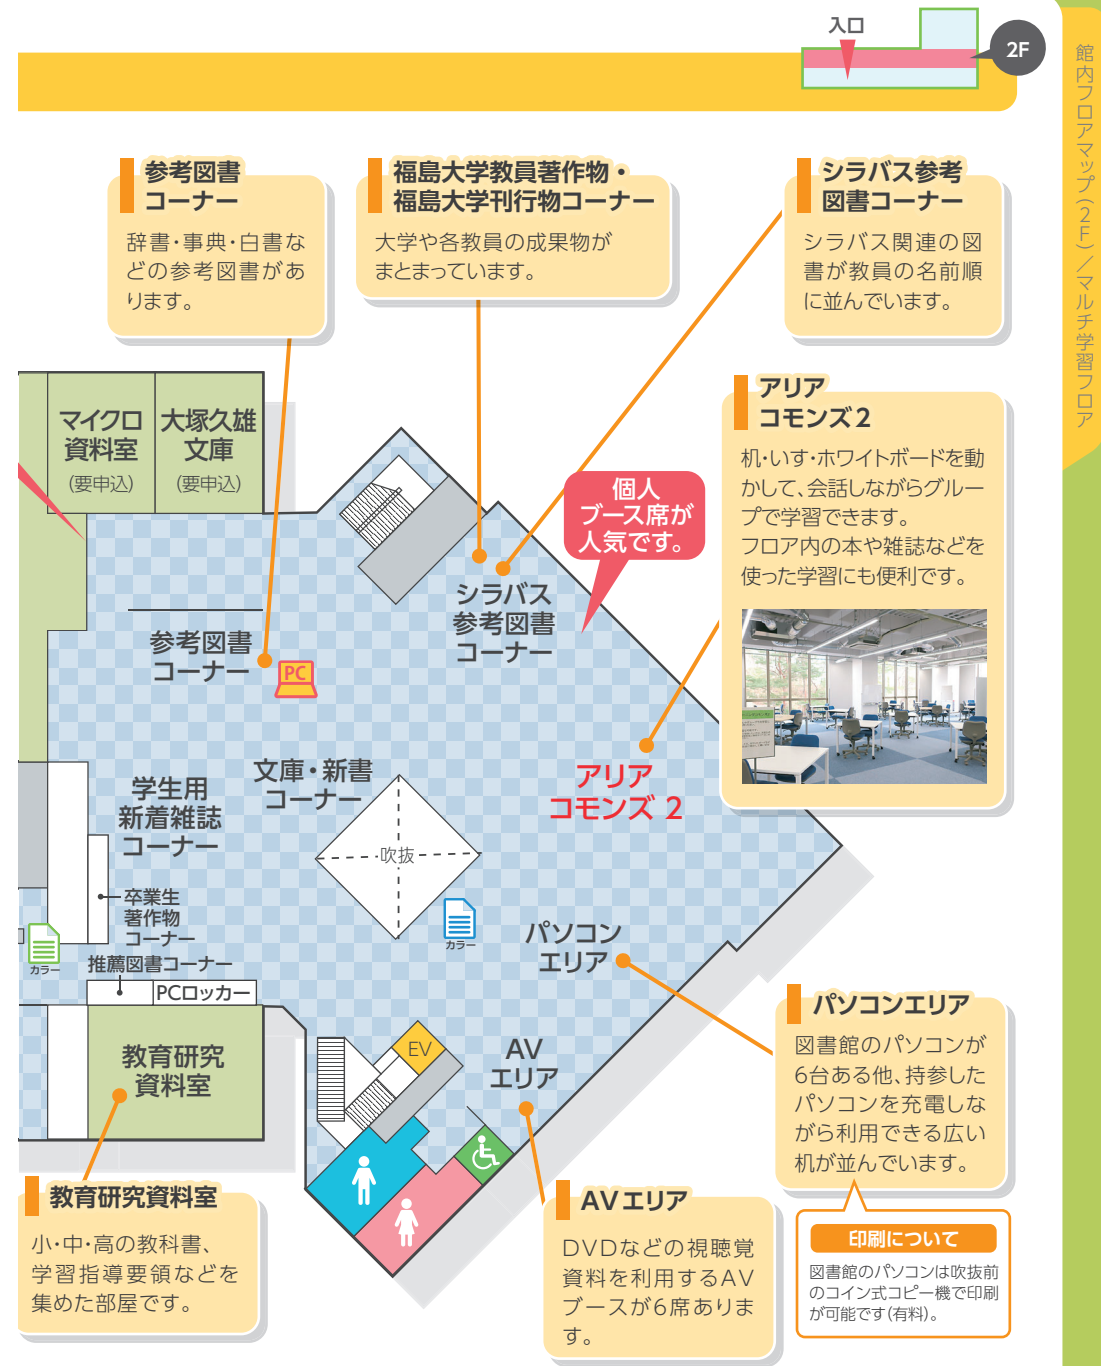 入口
2F
館内フロアマップ(2F)／マルチ学習フロア
参考図書
コーナー
辞書・事典・白書な
どの参考図書があ
ります。
福島大学教員著作物・
福島大学刊行物コーナー
大学や各教員の成果物が
まとまっています。
シラバス参考
図書コーナー
シラバス関連の図
書が教員の名前順
に並んでいます。
アリア
コモンズ2
机・いす・ホワイトボードを動
かして、会話しながらグルー
プで学習できます。
フロア内の本や雑誌などを
使った学習にも便利です。
マイクロ
資料室
(要申込)
大塚久雄
文庫
(要申込)
個人
ブース席が
人気です。
シラバス
参考図書
コーナー
参考図書
コーナー
PC
文庫・新書
コーナー
アリア
コモンズ 2
学生用
新着雑誌
コーナー
吹抜
卒業生
著作物
コーナー
カラー
カラー
パソコン
エリア
推薦図書コーナー
PCロッカー
教育研究
資料室
EV
AV
エリア
パソコンエリア
図書館のパソコンが
6台ある他、持参した
パソコンを充電しな
がら利用できる広い
机が並んでいます。
印刷について
図書館のパソコンは吹抜前
のコイン式コピー機で印刷
が可能です(有料)。
教育研究資料室
小・中・高の教科書、
学習指導要領などを
集めた部屋です。
AVエリア
DVDなどの視聴覚
資料を利用するAV
ブースが6席ありま
す。